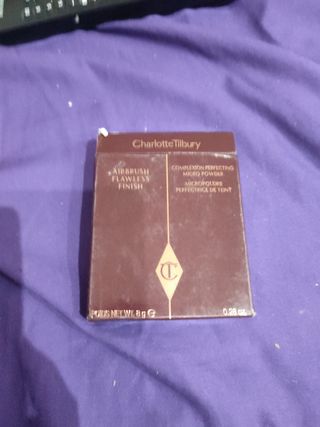 CharlotteTilbury
AIRBRUSH
FLAWLESS
FINISH
COMPLEXION PERFECTING
MICRO POWDER
MICROPOUDRE
PERFECTRICE DE TEINT
CT
POIDS NET WT. 8 g ℮
0.28 oz.